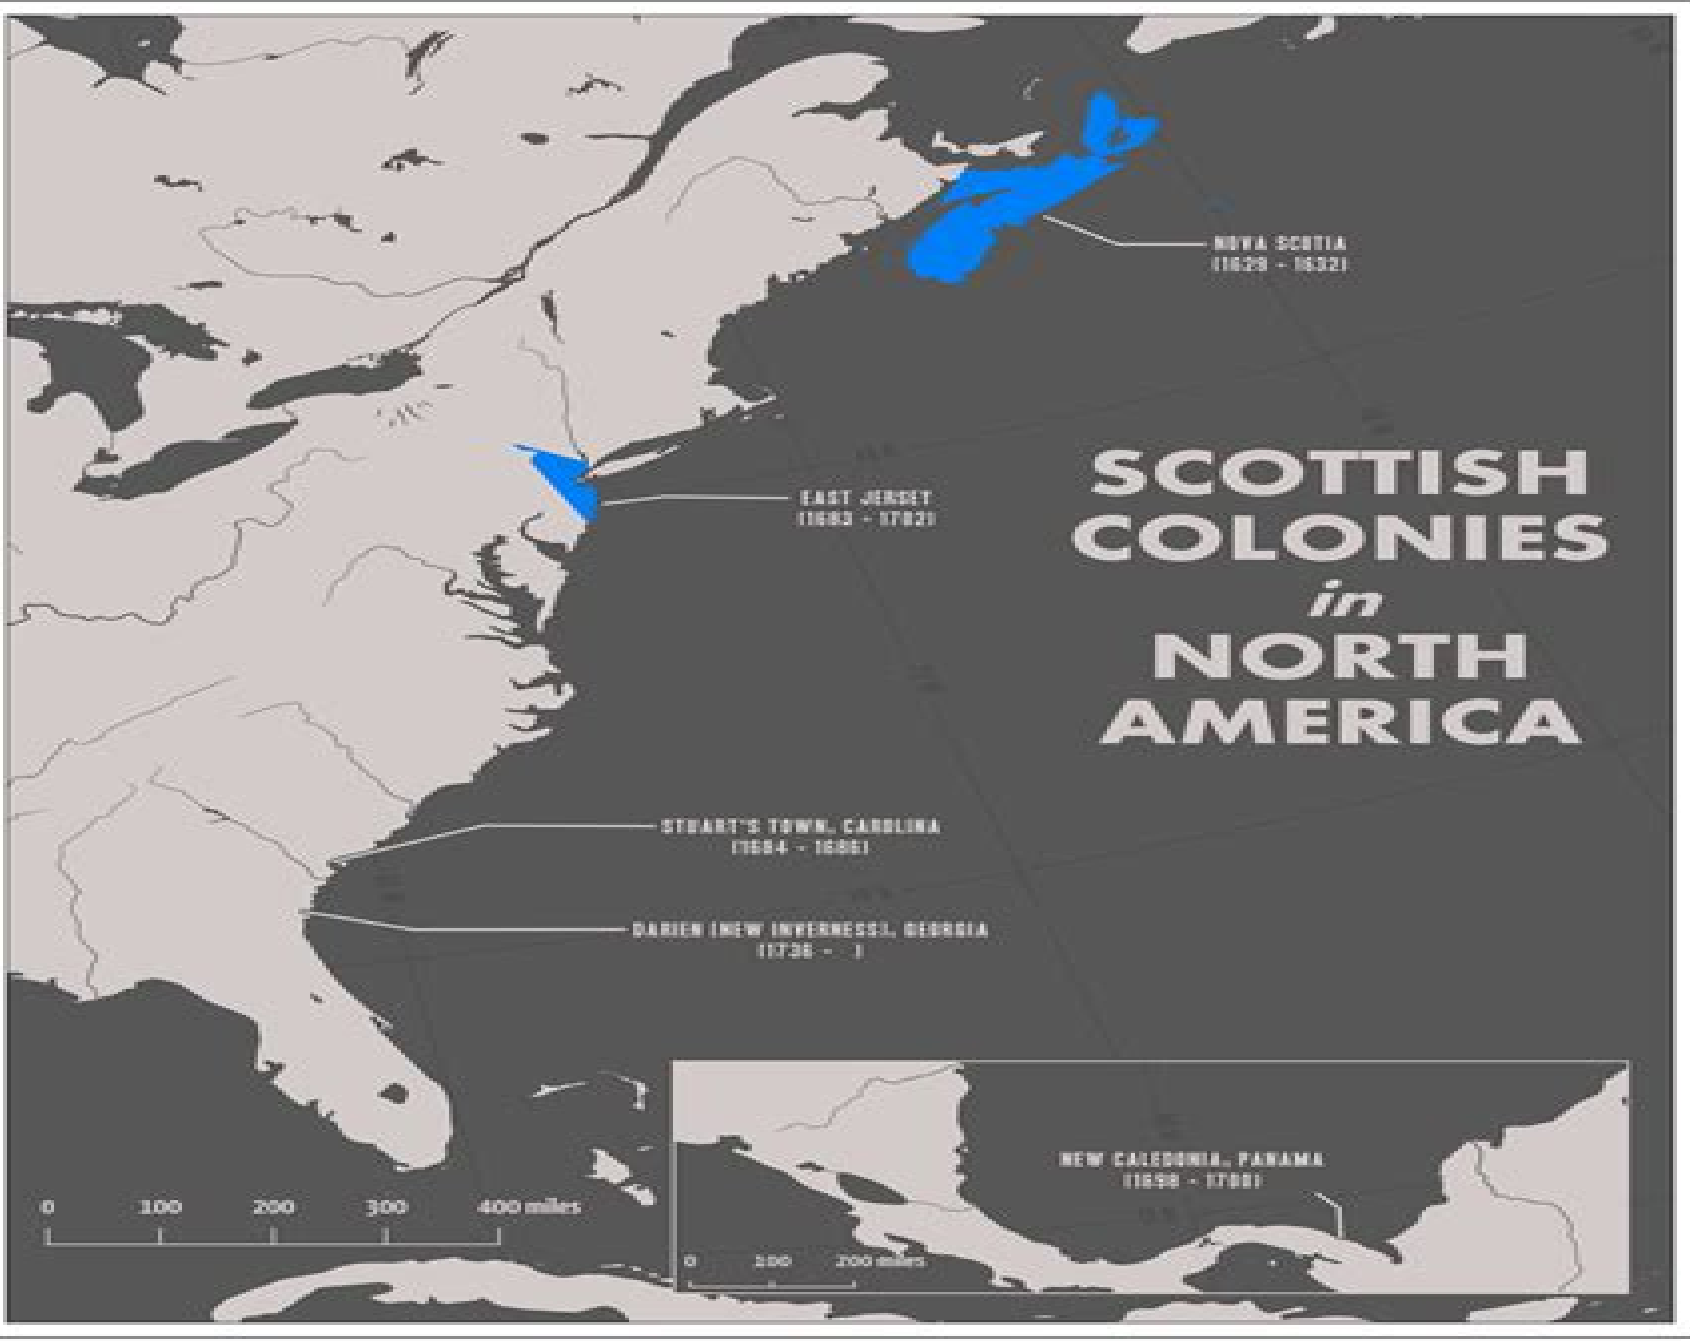 NOVA SCOTIA
(1629 - 1632)
SCOTTISH
COLONIES
in
NORTH
AMERICA
EAST JERSEY
(1683 - 1702)
STUART'S TOWN, CAROLINA
(1684 - 1686)
DARIEN (NEW INVERNESS), GEORGIA
(1736 -   )
NEW CALEDONIA, PANAMA
(1698 - 1700)
0 100 200 300 400 miles
0 100 200 miles